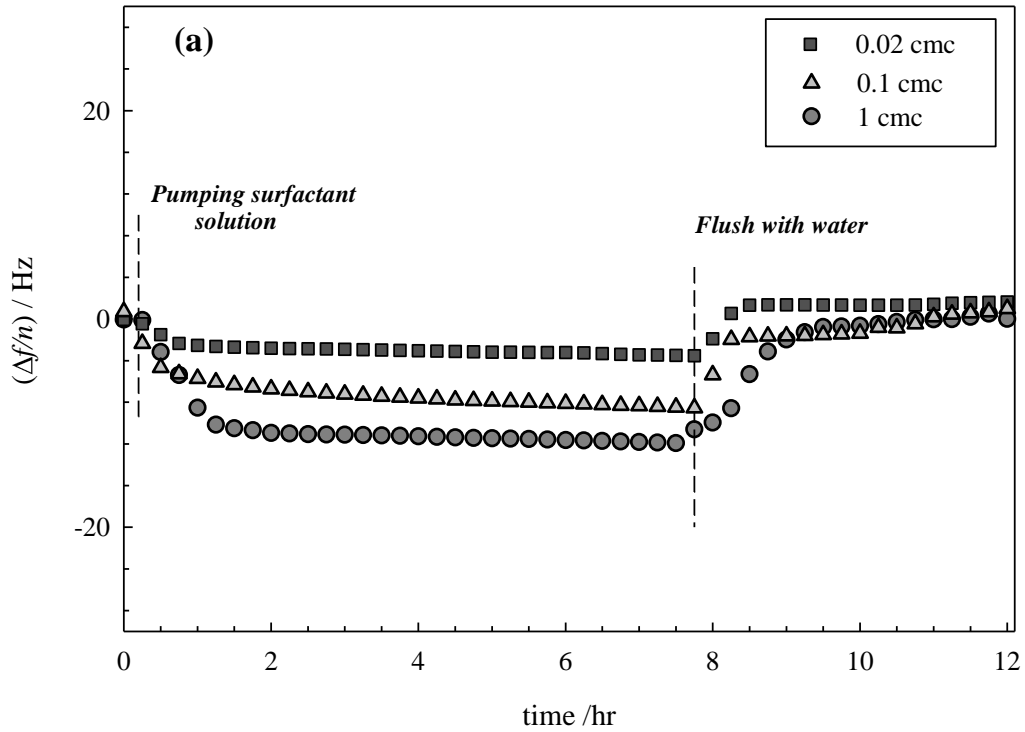 (a)
0.02 cmc
0.1 cmc
1 cmc
Pumping surfactant
solution
Flush with water
(Δf/n) / Hz
20
0
-20
0
2
4
6
8
10
12
time /hr